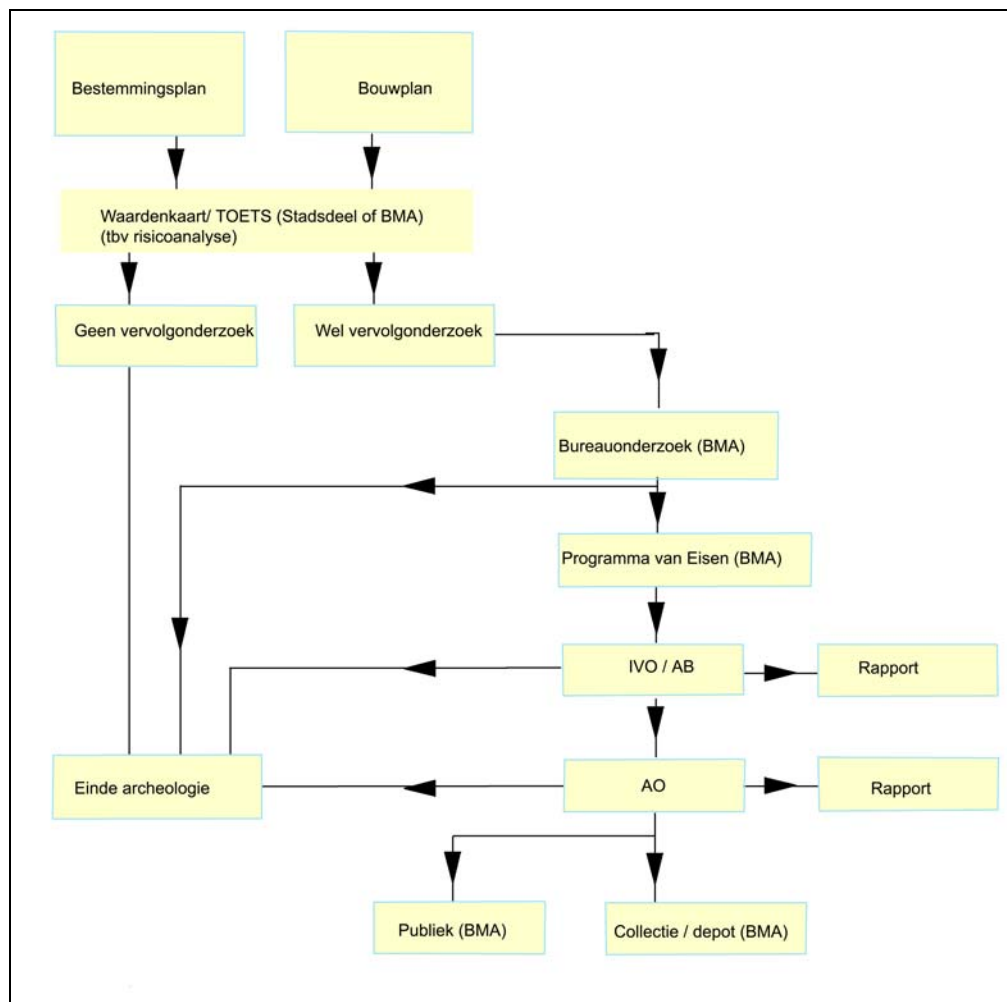 Bestemmingsplan
Bouwplan
Waardenkaart/ TOETS (Stadsdeel of BMA)
(tbv risicoanalyse)
Geen vervolgonderzoek
Wel vervolgonderzoek
Bureauonderzoek (BMA)
Programma van Eisen (BMA)
IVO / AB
Rapport
Einde archeologie
AO
Rapport
Publiek (BMA)
Collectie / depot (BMA)